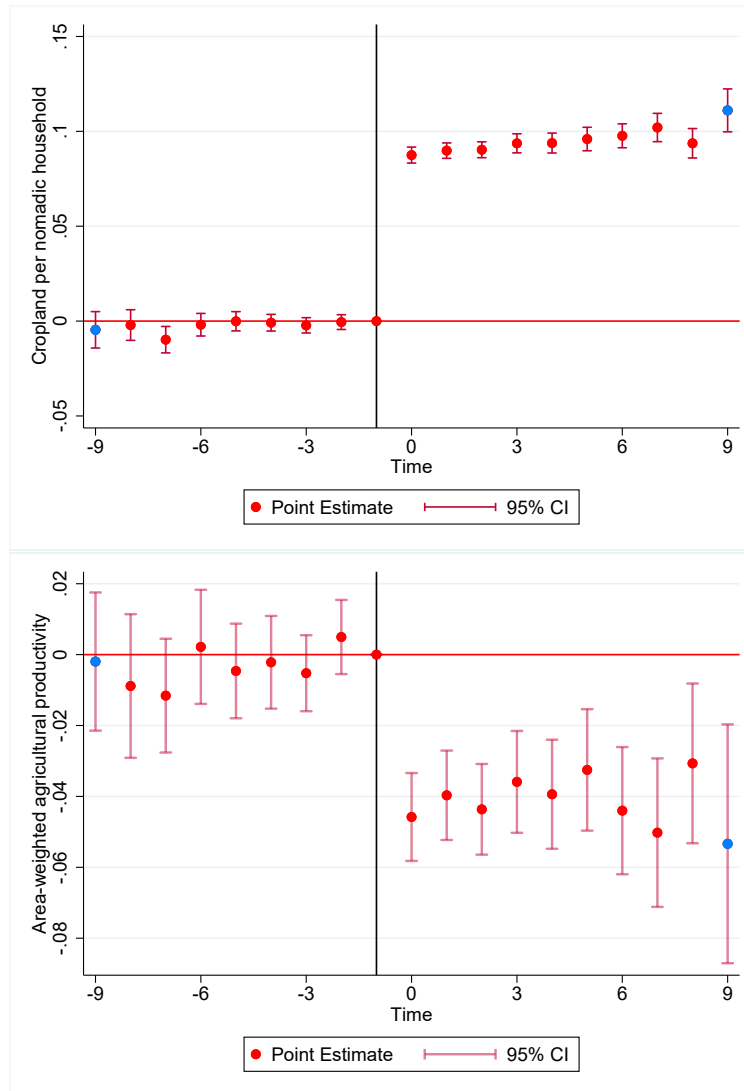 Cropland per nomadic household
.15
.1
.05
0
-.05
-9 -6 -3 0 3 6 9
Time
Point Estimate 95% CI
Area-weighted agricultural productivity
.02
0
-.02
-.04
-.06
-.08
-9 -6 -3 0 3 6 9
Time
Point Estimate 95% CI